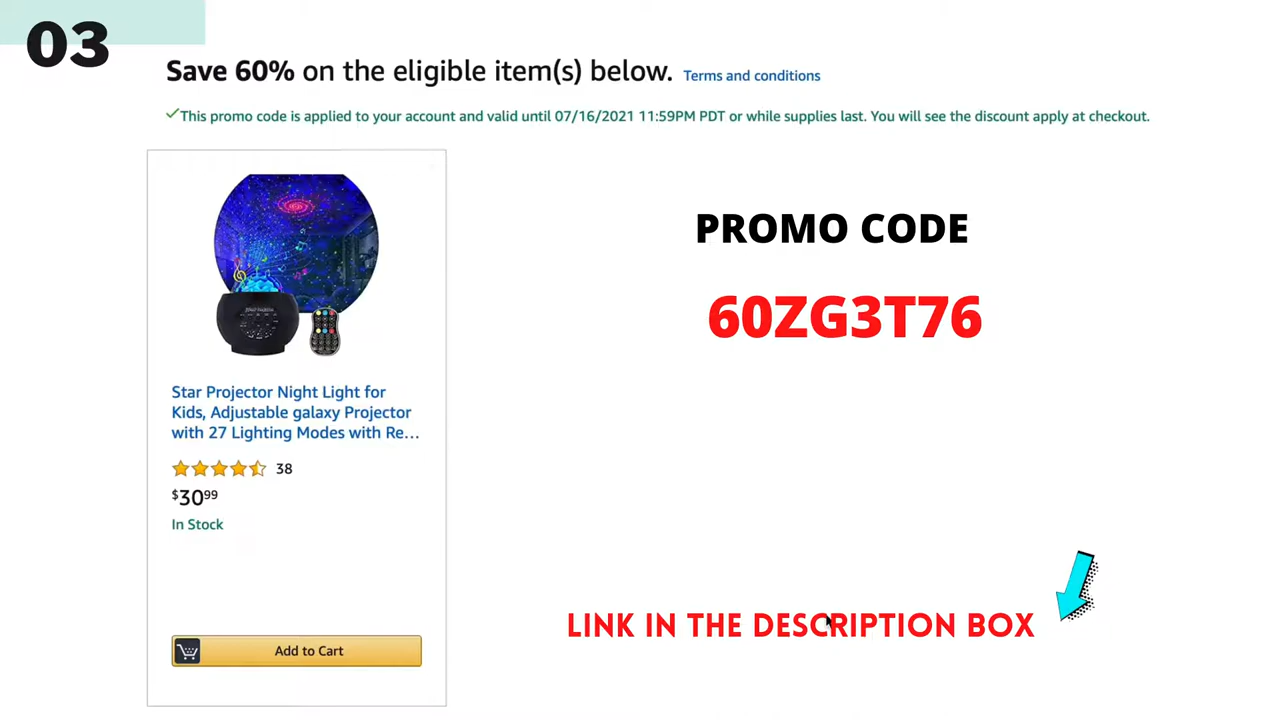 03
Save 60% on the eligible item(s) below. Terms and conditions
This promo code is applied to your account and valid until 07/16/2021 11:59PM PDT or while supplies last. You will see the discount apply at checkout.
PROMO CODE
60ZG3T76
Star Projector Night Light for
Kids, Adjustable galaxy Projector
with 27 Lighting Modes with Re...
38
$30.99
In Stock
LINK IN THE DESCRIPTION BOX
Add to Cart